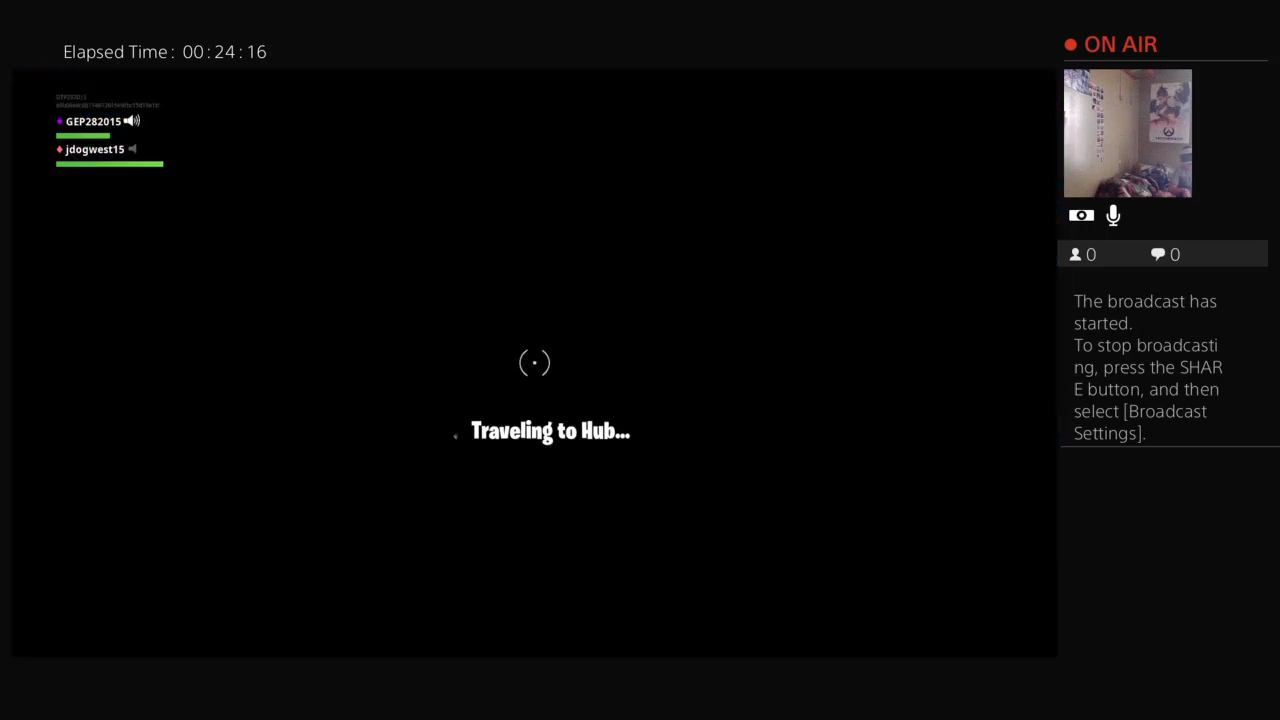 Elapsed Time: 00:24:16
ON AIR
GEP282015
jdogwest15
0 0
The broadcast has
started.
To stop broadcasti
ng, press the SHAR
E button, and then
select [Broadcast
Settings].
Traveling to Hub...